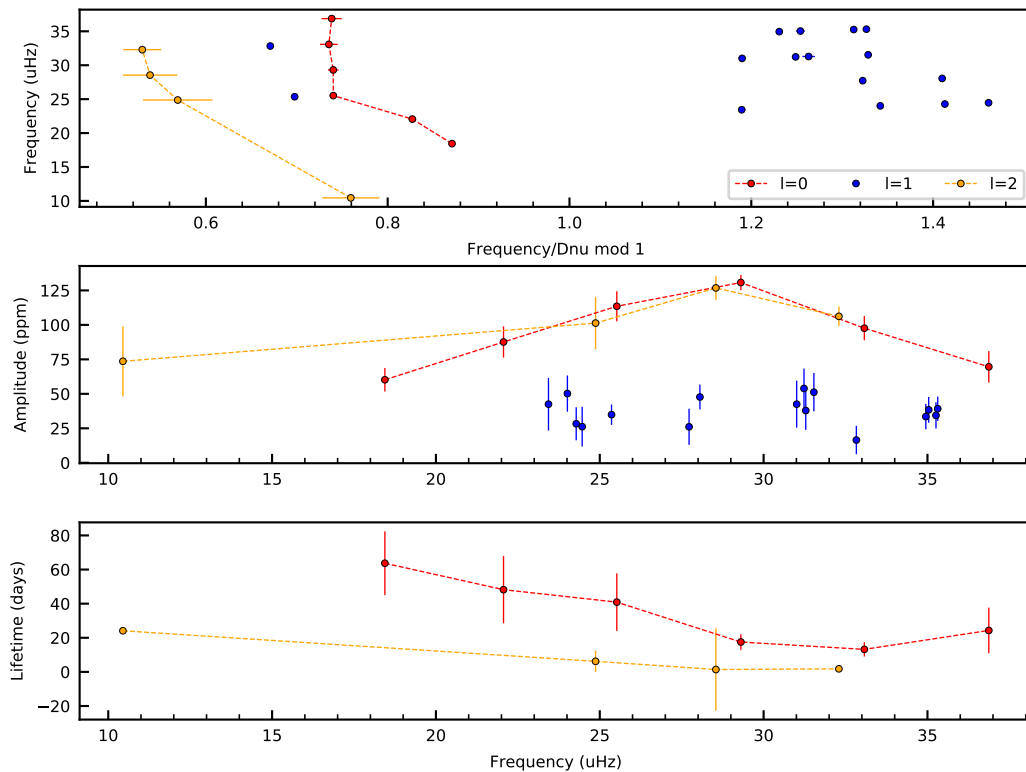 35
30
25
20
15
10
Frequency (uHz)
l=0 l=1 l=2
0.6 0.8 1.0 1.2 1.4
Frequency/Dnu mod 1
125
100
75
50
25
0
Amplitude (ppm)
10 15 20 25 30 35
80
60
40
20
0
−20
Lifetime (days)
10 15 20 25 30 35
Frequency (uHz)